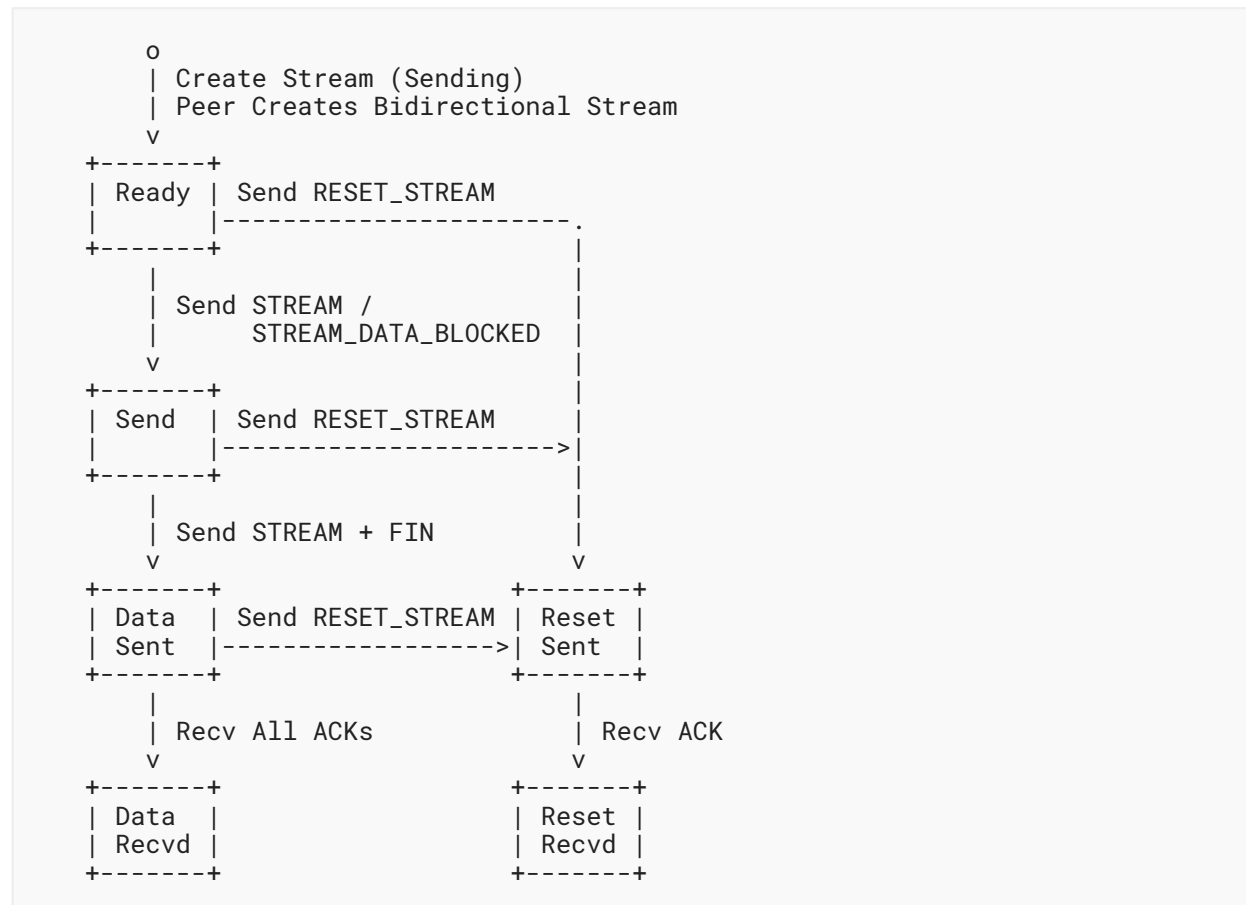 o
       | Create Stream (Sending)
       | Peer Creates Bidirectional Stream
       v
   +-------+
   | Ready | Send RESET_STREAM
   |       |-----------------------.
   +-------+                       |
       |                           |
       | Send STREAM /             |
       |      STREAM_DATA_BLOCKED  |
       v                           |
   +-------+                       |
   | Send  | Send RESET_STREAM     |
   |       |---------------------->|
   +-------+                       |
       |                           |
       | Send STREAM + FIN         |
       v                           v
   +-------+                   +-------+
   | Data  | Send RESET_STREAM | Reset |
   | Sent  |------------------>| Sent  |
   +-------+                   +-------+
       |                           |
       | Recv All ACKs             | Recv ACK
       v                           v
   +-------+                   +-------+
   | Data  |                   | Reset |
   | Recvd |                   | Recvd |
   +-------+                   +-------+